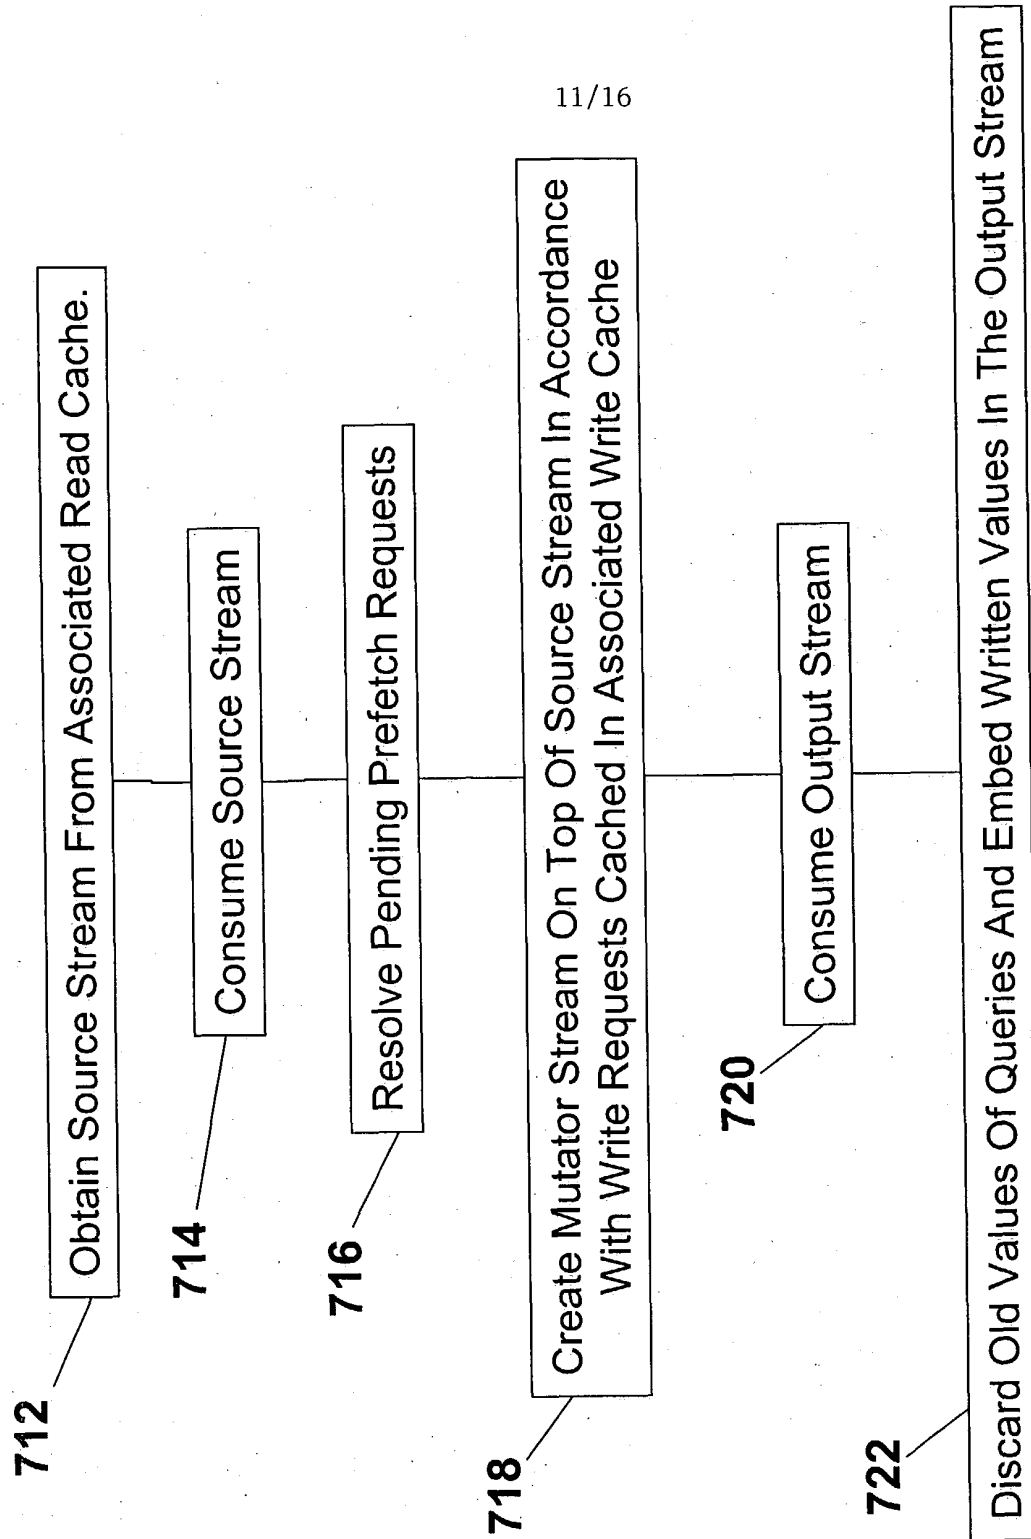 11/16
712
Obtain Source Stream From Associated Read Cache.
714
Consume Source Stream
716
Resolve Pending Prefetch Requests
718
Create Mutator Stream On Top Of Source Stream In Accordance
With Write Requests Cached In Associated Write Cache
720
Consume Output Stream
722
Discard Old Values Of Queries And Embed Written Values In The Output Stream